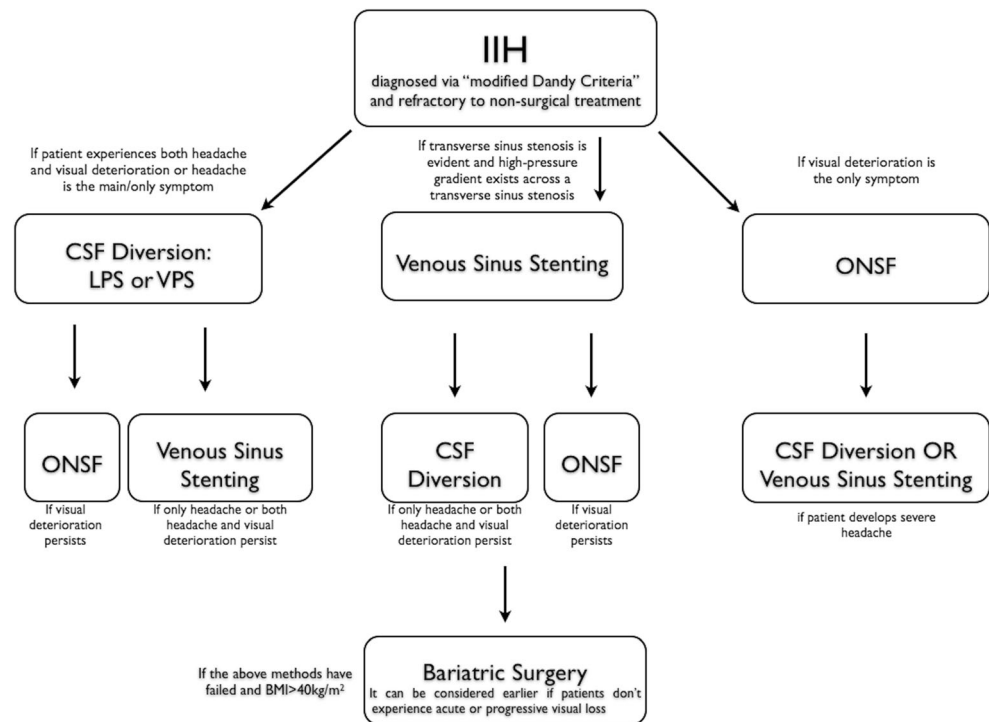 IIH
diagnosed via “modified Dandy Criteria”
and refractory to non-surgical treatment
If patient experiences both headache
and visual deterioration or headache
is the main/only symptom
If transverse sinus stenosis is
evident and high-pressure
gradient exists across a
transverse sinus stenosis
If visual deterioration is
the only symptom
CSF Diversion:
LPS or VPS
Venous Sinus Stenting
ONSF
ONSF
If visual
deterioration
persists
Venous Sinus
Stenting
If only headache or both
headache and visual
deterioration persist
CSF
Diversion
If only headache or both
headache and visual
deterioration persist
ONSF
If visual
deterioration
persists
CSF Diversion OR
Venous Sinus Stenting
if patient develops severe
headache
If the above methods have
failed and BMI>40kg/m²
Bariatric Surgery
It can be considered earlier if patients don't
experience acute or progressive visual loss